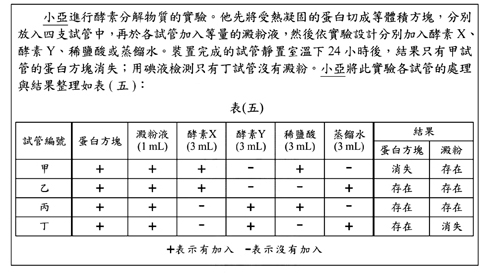 小亞進行酵素分解物質的實驗。他先將受熱凝固的蛋白切成等體積方塊，分別
放入四支試管中，再於各試管加入等量的澱粉液，然後依實驗設計分別加入酵素X、
酵素Y、稀鹽酸或蒸餾水。裝置完成的試管靜置室溫下24小時後，結果只有甲試
管的蛋白方塊消失；用碘液檢測只有丁試管沒有澱粉。小亞將此實驗各試管的處理
與結果整理如表(五)：
表(五)
試管編號 蛋白方塊 澱粉液 (1 mL) 酵素X (3 mL) 酵素Y (3 mL) 稀鹽酸 (3 mL) 蒸餾水 (3 mL) 結果
蛋白方塊 澱粉
甲 + + + - + - 消失 存在
乙 + + + - - + 存在 存在
丙 + + - + + - 存在 存在
丁 + + - + - + 存在 消失
+表示有加入 -表示沒有加入